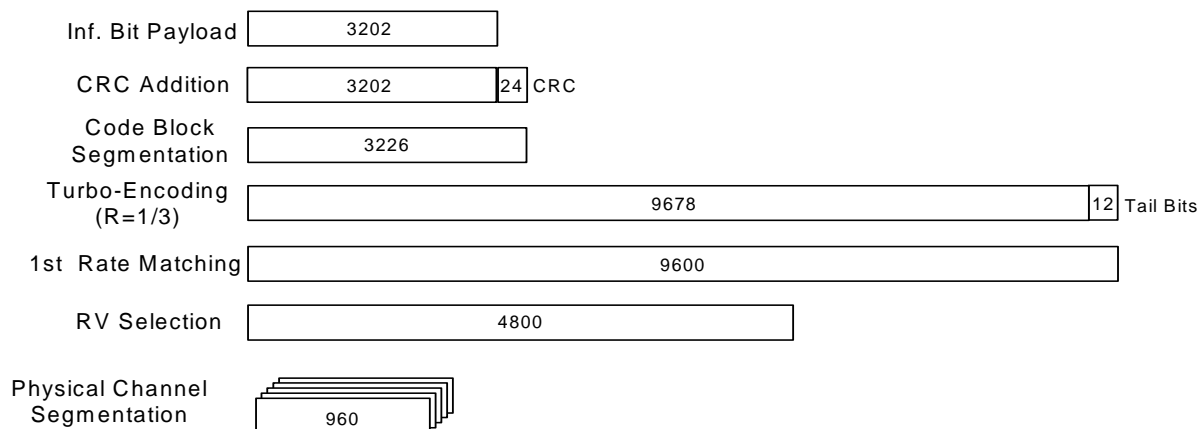 Inf. Bit Payload 3202
CRC Addition 3202 24 CRC
Code Block
Segmentation 3226
Turbo-Encoding
(R=1/3) 9678 12 Tail Bits
1st Rate Matching 9600
RV Selection 4800
Physical Channel
Segmentation 960